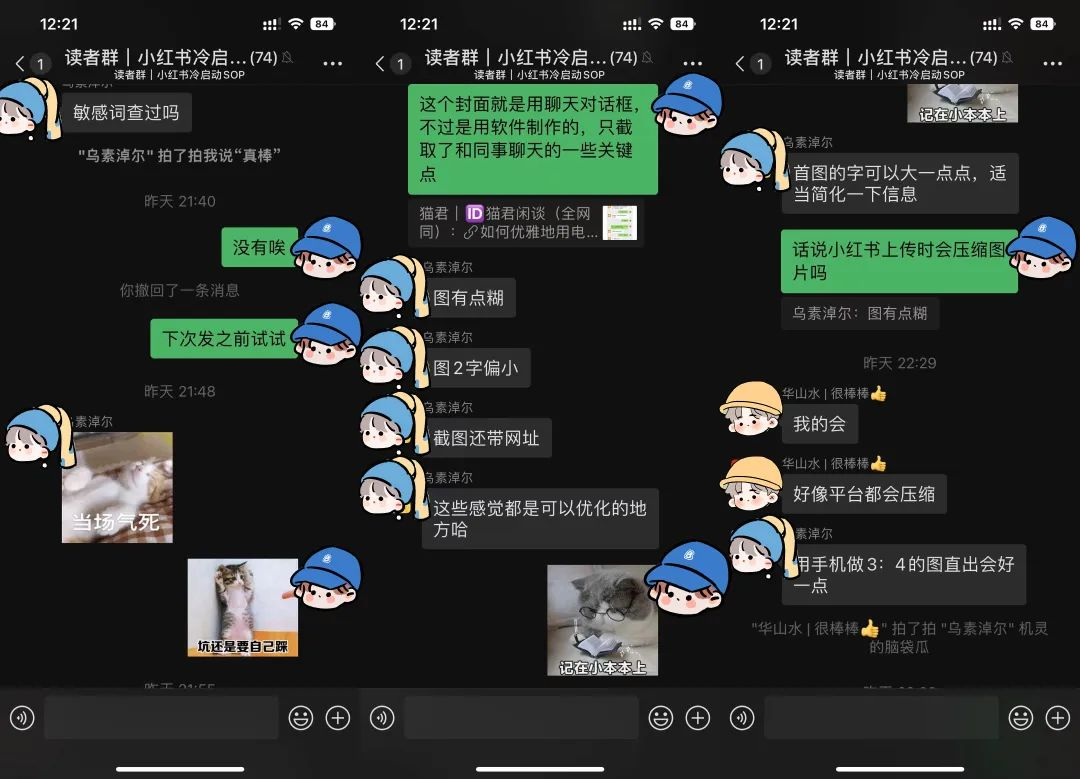 12:21
84
1
读者群｜小红书冷启...(74)
读者群｜小红书冷启动SOP
敏感词查过吗
"乌素淖尔" 拍了拍我说“真棒”
昨天 21:40
没有唉
你撤回了一条消息
下次发之前试试
昨天 21:48
乌素淖尔
当场气死
坑还是要自己踩
12:21
84
1
读者群｜小红书冷启...(74)
读者群｜小红书冷启动SOP
这个封面就是用聊天对话框，
不过是用软件制作的，只截
取了和同事聊天的一些关键
点
猫君｜🆔猫君闲谈（全网
同）：🔗如何优雅地用电...
乌素淖尔
图有点糊
乌素淖尔
图2字偏小
乌素淖尔
截图还带网址
乌素淖尔
这些感觉都是可以优化的地
方哈
记在小本本上
12:21
84
1
读者群｜小红书冷启...(74)
读者群｜小红书冷启动SOP
记在小本本上
乌素淖尔
首图的字可以大一点点，适
当简化一下信息
话说小红书上传时会压缩图
片吗
乌素淖尔：图有点糊
昨天 22:29
华山水 | 很棒棒👍
我的会
华山水 | 很棒棒👍
好像平台都会压缩
乌素淖尔
用手机做3：4的图直出会好
一点
"华山水 | 很棒棒👍" 拍了拍 "乌素淖尔" 机灵
的脑袋瓜